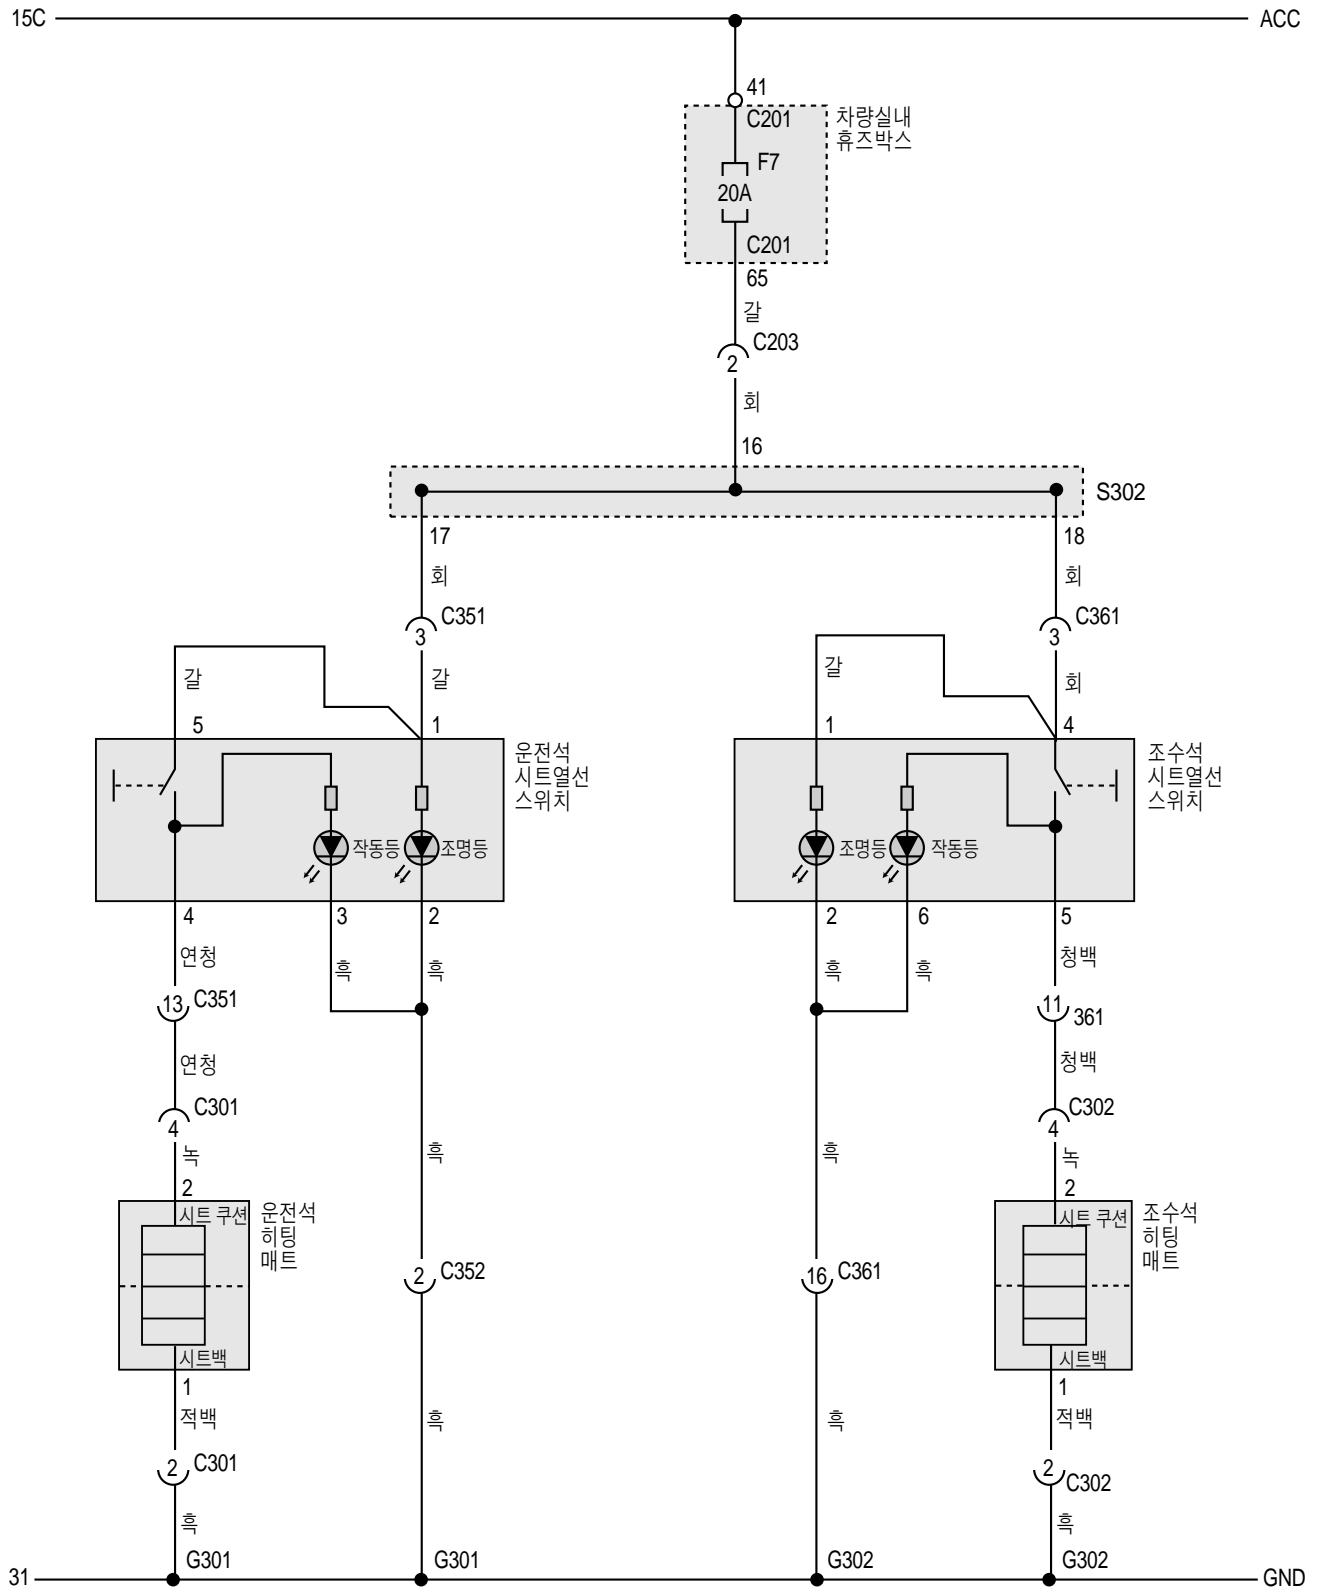 15C
ACC
41
C201
차량실내
휴즈박스
F7
20A
C201
65
갈
C203
2
회
16
S302
17
18
회
회
C351
3
C361
3
갈
갈
갈
회
5
1
1
4
운전석
시트열선
스위치
조수석
시트열선
스위치
작동등
조명등
조명등
작동등
4
3
2
2
6
5
연청
흑
흑
흑
흑
청백
13
C351
11
361
연청
청백
C301
4
C302
4
흑
흑
녹
녹
2
2
시트 쿠션
운전석
히팅
매트
시트 쿠션
조수석
히팅
매트
2
C352
16
C361
시트백
시트백
1
1
적백
흑
흑
적백
2
C301
2
C302
흑
흑
G301
G301
G302
G302
31
GND